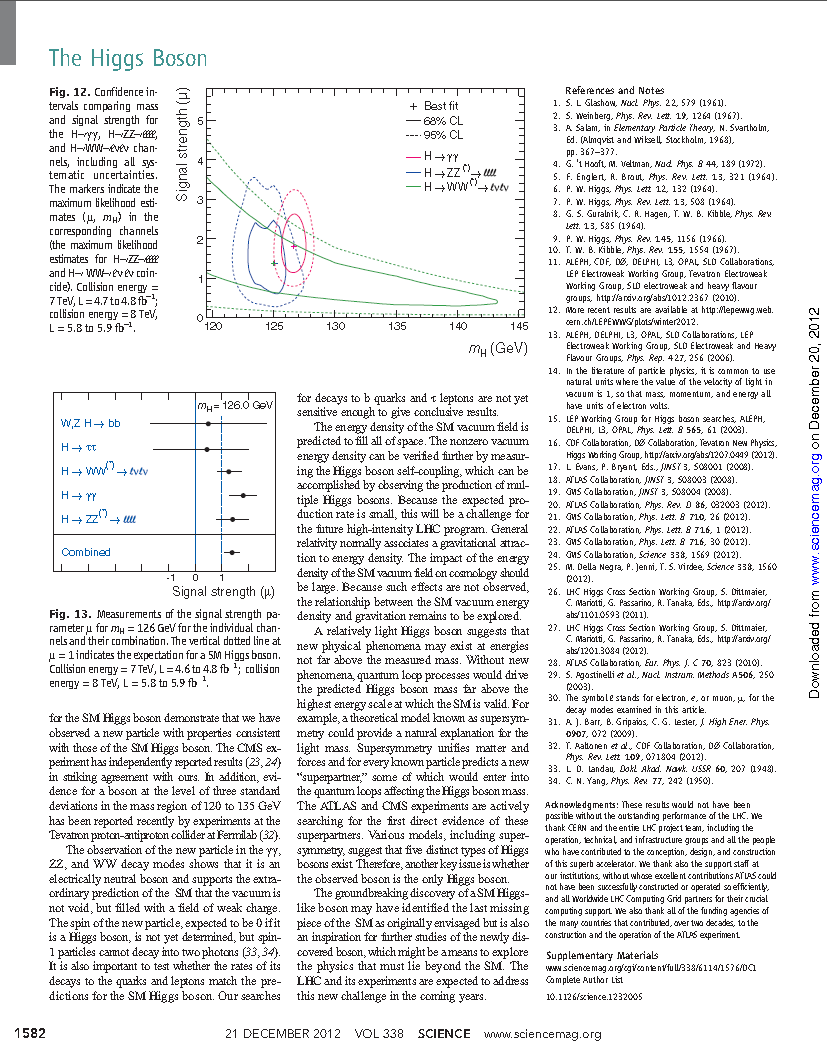 The Higgs Boson
Fig. 12. Confidence in-
tervals comparing mass
and signal strength for
the H→γγ, H→ZZ→ℓℓℓℓ,
and H→WW→ℓνℓν chan-
nels, including all sys-
tematic uncertainties.
The markers indicate the
maximum likelihood esti-
mates (μ, mH) in the
corresponding channels
(the maximum likelihood
estimates for H→ZZ→ℓℓℓℓ
and H→WW→ℓνℓν coin-
cide). Collision energy =
7 TeV, L = 4.7 to 4.8 fb−1;
collision energy = 8 TeV,
L = 5.8 to 5.9 fb−1.
Signal strength (μ)
5
4
3
2
1
0
120 125 130 135 140 145
mH (GeV)
+ Best fit
68% CL
95% CL
H → γγ
H → ZZ(*) → ℓℓℓℓ
H → WW(*) → ℓνℓν
mH = 126.0 GeV
W,Z H → bb
H → ττ
H → WW(*) → ℓνℓν
H → γγ
H → ZZ(*) → ℓℓℓℓ
Combined
-1 0 1
Signal strength (μ)
Fig. 13. Measurements of the signal strength pa-
rameter μ for mH = 126 GeV for the individual chan-
nels and their combination. The vertical dotted line at
μ = 1 indicates the expectation for a SM Higgs boson.
Collision energy = 7 TeV, L = 4.6 to 4.8 fb−1; collision
energy = 8 TeV, L = 5.8 to 5.9 fb−1.
for the SM Higgs boson demonstrate that we have
observed a new particle with properties consistent
with those of the SM Higgs boson. The CMS ex-
periment has independently reported results (23, 24)
in striking agreement with ours. In addition, evi-
dence for a boson at the level of three standard
deviations in the mass region of 120 to 135 GeV
has been reported recently by experiments at the
Tevatron proton-antiproton collider at Fermilab (32).
The observation of the new particle in the γγ,
ZZ, and WW decay modes shows that it is an
electrically neutral boson and supports the extra-
ordinary prediction of the SM that the vacuum is
not void, but filled with a field of weak charge.
The spin of the new particle, expected to be 0 if it
is a Higgs boson, is not yet determined, but spin-
1 particles cannot decay into two photons (33, 34).
It is also important to test whether the rates of its
decays to the quarks and leptons match the pre-
dictions for the SM Higgs boson. Our searches
for decays to b quarks and τ leptons are not yet
sensitive enough to give conclusive results.
The energy density of the SM vacuum field is
predicted to fill all of space. The nonzero vacuum
energy density can be verified further by measur-
ing the Higgs boson self-coupling, which can be
accomplished by observing the production of mul-
tiple Higgs bosons. Because the expected pro-
duction rate is small, this will be a challenge for
the future high-intensity LHC program. General
relativity normally associates a gravitational attrac-
tion to energy density. The impact of the energy
density of the SM vacuum field on cosmology should
be large. Because such effects are not observed,
the relationship between the SM vacuum energy
density and gravitation remains to be explored.
A relatively light Higgs boson suggests that
new physical phenomena may exist at energies
not far above the measured mass. Without new
phenomena, quantum loop processes would drive
the predicted Higgs boson mass far above the
highest energy scale at which the SM is valid. For
example, a theoretical model known as supersym-
metry could provide a natural explanation for the
light mass. Supersymmetry unifies matter and
forces and for every known particle predicts a new
“superpartner,” some of which would enter into
the quantum loops affecting the Higgs boson mass.
The ATLAS and CMS experiments are actively
searching for the first direct evidence of these
superpartners. Various models, including super-
symmetry, suggest that five distinct types of Higgs
bosons exist. Therefore, another key issue is whether
the observed boson is the only Higgs boson.
The groundbreaking discovery of a SM Higgs-
like boson may have identified the last missing
piece of the SM as originally envisaged but is also
an inspiration for further studies of the newly dis-
covered boson, which might be a means to explore
the physics that must lie beyond the SM. The
LHC and its experiments are expected to address
this new challenge in the coming years.
References and Notes
1. S. L. Glashow, Nucl. Phys. 22, 579 (1961).
2. S. Weinberg, Phys. Rev. Lett. 19, 1264 (1967).
3. A. Salam, in Elementary Particle Theory, N. Svartholm,
Ed. (Almqvist and Wiksell, Stockholm, 1968),
pp. 367–377.
4. G. 't Hooft, M. Veltman, Nucl. Phys. B 44, 189 (1972).
5. F. Englert, R. Brout, Phys. Rev. Lett. 13, 321 (1964).
6. P. W. Higgs, Phys. Lett. 12, 132 (1964).
7. P. W. Higgs, Phys. Rev. Lett. 13, 508 (1964).
8. G. S. Guralnik, C. R. Hagen, T. W. B. Kibble, Phys. Rev.
Lett. 13, 585 (1964).
9. P. W. Higgs, Phys. Rev. 145, 1156 (1966).
10. T. W. B. Kibble, Phys. Rev. 155, 1554 (1967).
11. ALEPH, CDF, DØ, DELPHI, L3, OPAL, SLD Collaborations,
LEP Electroweak Working Group, Tevatron Electroweak
Working Group, SLD electroweak and heavy flavour
groups, http://arxiv.org/abs/1012.2367 (2010).
12. More recent results are available at http://lepewwg.web.
cern.ch/LEPEWWG/plots/winter2012.
13. ALEPH, DELPHI, L3, OPAL, SLD Collaborations, LEP
Electroweak Working Group, SLD Electroweak and Heavy
Flavour Groups, Phys. Rep. 427, 256 (2006).
14. In the literature of particle physics, it is common to use
natural units where the value of the velocity of light in
vacuum is 1, so that mass, momentum, and energy all
have units of electron volts.
15. LEP Working Group for Higgs boson searches, ALEPH,
DELPHI, L3, OPAL, Phys. Lett. B 565, 61 (2003).
16. CDF Collaboration, DØ Collaboration, Tevatron New Physics,
Higgs Working Group, http://arxiv.org/abs/1207.0449 (2012).
17. L. Evans, P. Bryant, Eds., JINST 3, S08001 (2008).
18. ATLAS Collaboration, JINST 3, S08003 (2008).
19. CMS Collaboration, JINST 3, S08004 (2008).
20. ATLAS Collaboration, Phys. Rev. D 86, 032003 (2012).
21. CMS Collaboration, Phys. Lett. B 710, 26 (2012).
22. ATLAS Collaboration, Phys. Lett. B 716, 1 (2012).
23. CMS Collaboration, Phys. Lett. B 716, 30 (2012).
24. CMS Collaboration, Science 338, 1569 (2012).
25. M. Della Negra, P. Jenni, T. S. Virdee, Science 338, 1560
(2012).
26. LHC Higgs Cross Section Working Group, S. Dittmaier,
C. Mariotti, G. Passarino, R. Tanaka, Eds., http://arxiv.org/
abs/1101.0593 (2011).
27. LHC Higgs Cross Section Working Group, S. Dittmaier,
C. Mariotti, G. Passarino, R. Tanaka, Eds., http://arxiv.org/
abs/1201.3084 (2012).
28. ATLAS Collaboration, Eur. Phys. J. C 70, 823 (2010).
29. S. Agostinelli et al., Nucl. Instrum. Methods A506, 250
(2003).
30. The symbol ℓ stands for electron, e, or muon, μ, for the
decay modes examined in this article.
31. A. J. Barr, B. Gripaios, C. G. Lester, J. High Ener. Phys.
0907, 072 (2009).
32. T. Aaltonen et al., CDF Collaboration, DØ Collaboration,
Phys. Rev. Lett. 109, 071804 (2012).
33. L. D. Landau, Dokl. Akad. Nawk. USSR 60, 207 (1948).
34. C. N. Yang, Phys. Rev. 77, 242 (1950).
Acknowledgments: These results would not have been
possible without the outstanding performance of the LHC. We
thank CERN and the entire LHC project team, including the
operation, technical, and infrastructure groups and all the people
who have contributed to the conception, design, and construction
of this superb accelerator. We thank also the support staff at
our institutions, without whose excellent contributions ATLAS could
not have been successfully constructed or operated so efficiently,
and all Worldwide LHC Computing Grid partners for their crucial
computing support. We also thank all of the funding agencies of
the many countries that contributed, over two decades, to the
construction and the operation of the ATLAS experiment.
Supplementary Materials
www.sciencemag.org/cgi/content/full/338/6114/1576/DC1
Complete Author List
10.1126/science.1232005
Downloaded from www.sciencemag.org on December 20, 2012
1582 21 DECEMBER 2012 VOL 338 SCIENCE www.sciencemag.org